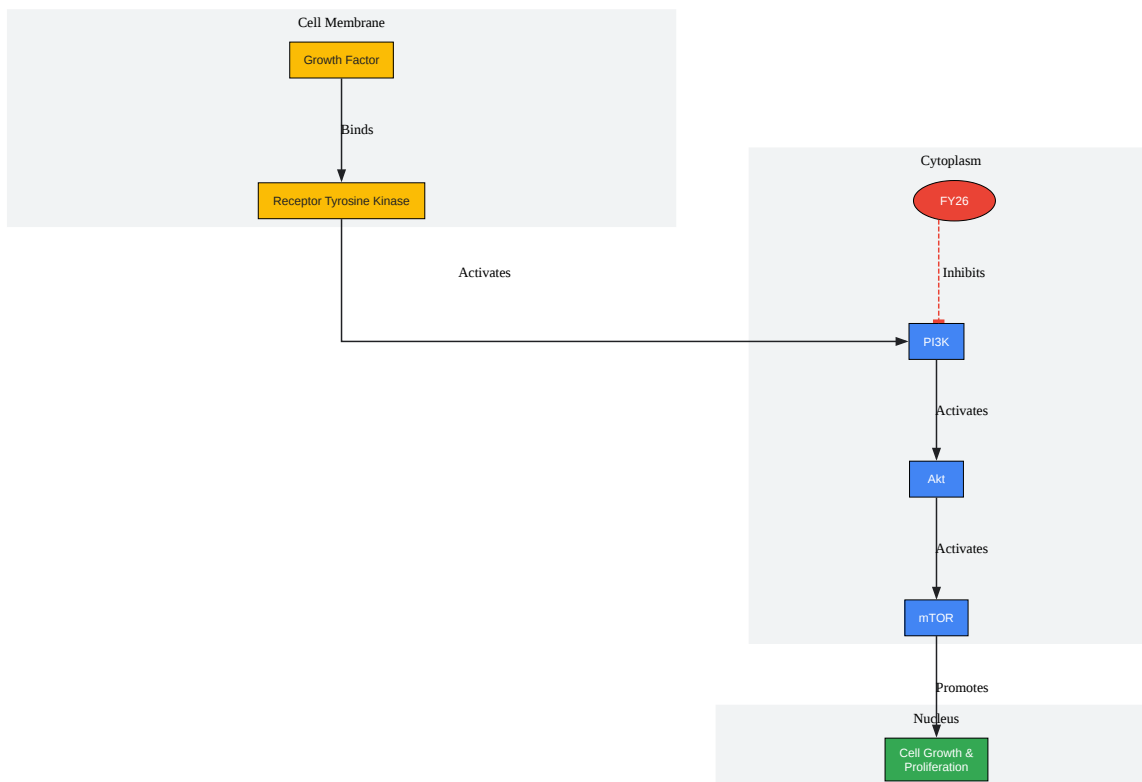 Cell Membrane
Growth Factor
Binds
Receptor Tyrosine Kinase
Activates
Cytoplasm
FY26
Inhibits
PI3K
Activates
Akt
Activates
mTOR
Promotes
Nucleus
Cell Growth &
Proliferation